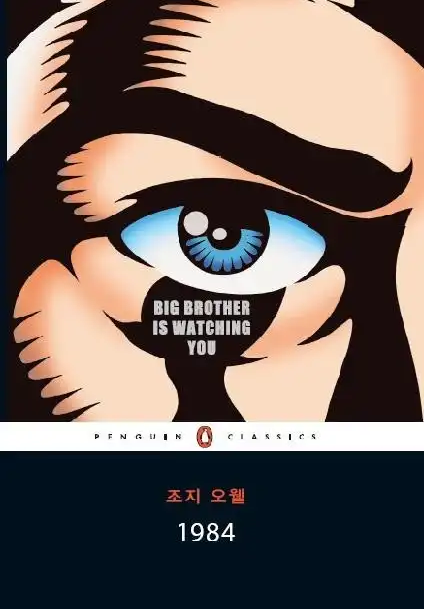 BIG BROTHER
IS WATCHING
YOU
PENGUIN CLASSICS
조지 오웰
1984